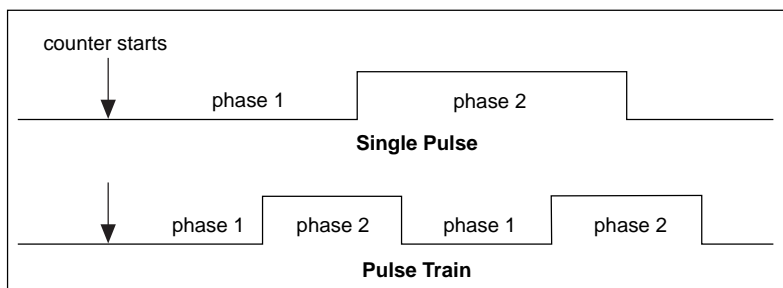 counter starts
phase 1 phase 2
Single Pulse
phase 1 phase 2 phase 1 phase 2
Pulse Train